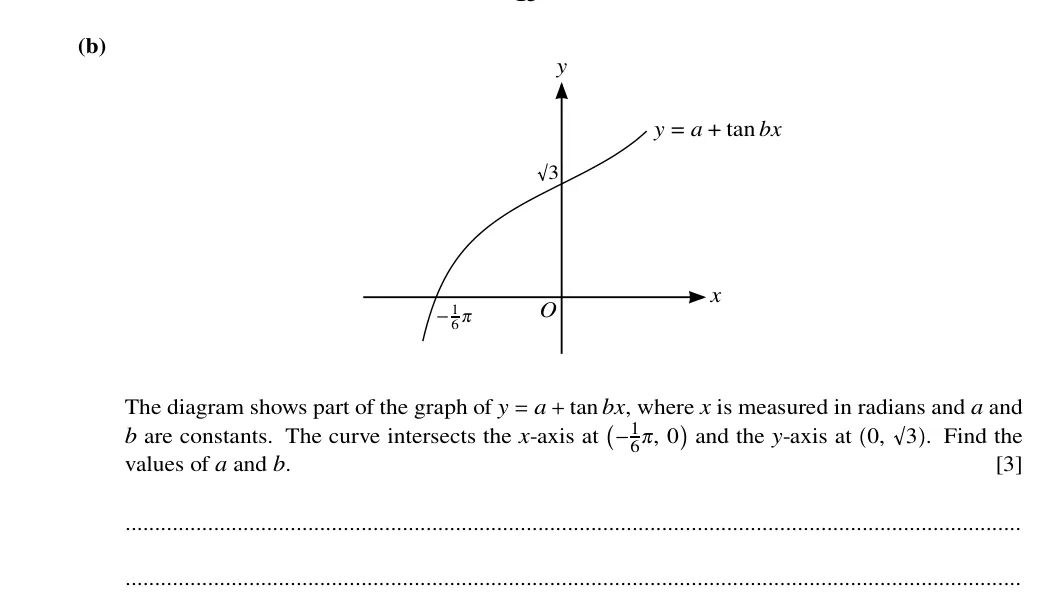 (b)
y
y = a + tan bx
√3
O
x
−1/6π
The diagram shows part of the graph of y = a + tan bx, where x is measured in radians and a and
b are constants. The curve intersects the x-axis at (−1/6π, 0) and the y-axis at (0, √3). Find the
values of a and b. [3]